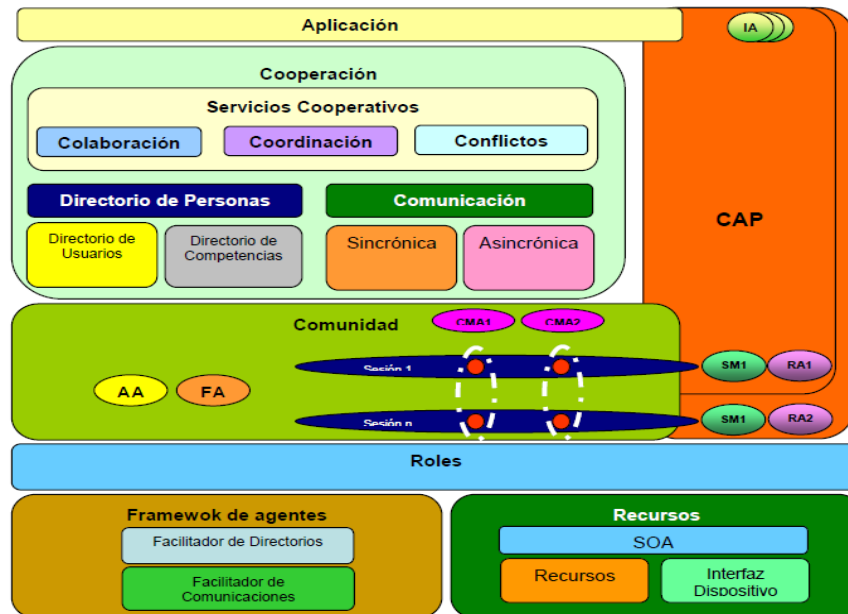 Aplicación
IA
Cooperación
Servicios Cooperativos
Colaboración
Coordinación
Conflictos
Directorio de Personas
Comunicación
Directorio de
Usuarios
Directorio de
Competencias
Sincrónica
Asincrónica
CAP
Comunidad
CMA1
CMA2
Sesión 1
SM1
RA1
AA
FA
Sesión n
SM1
RA2
Roles
Framewok de agentes
Facilitador de Directorios
Facilitador de
Comunicaciones
Recursos
SOA
Recursos
Interfaz
Dispositivo